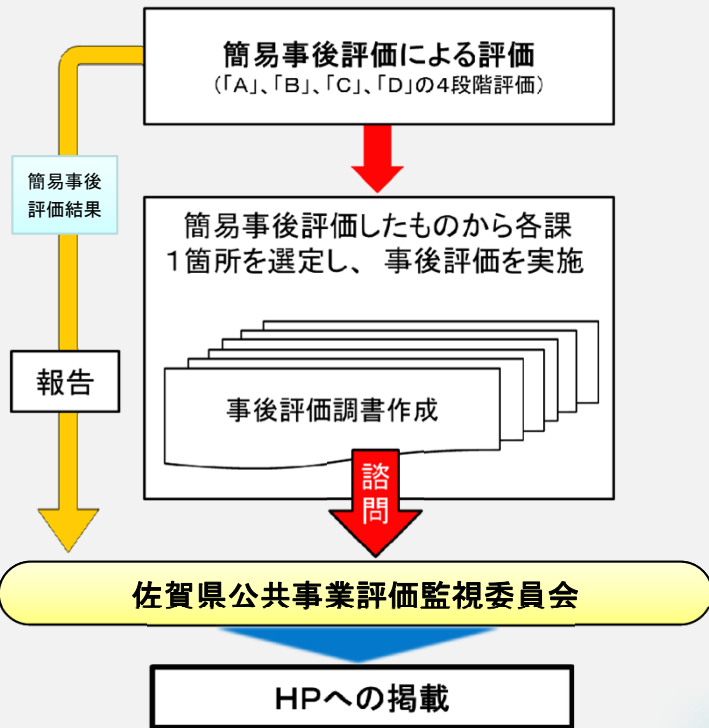 簡易事後評価による評価
（「A」、「B」、「C」、「D」の４段階評価）
簡易事後
評価結果
簡易事後評価したものから各課
１箇所を選定し、 事後評価を実施
報告
事後評価調書作成
諮問
佐賀県公共事業評価監視委員会
HPへの掲載